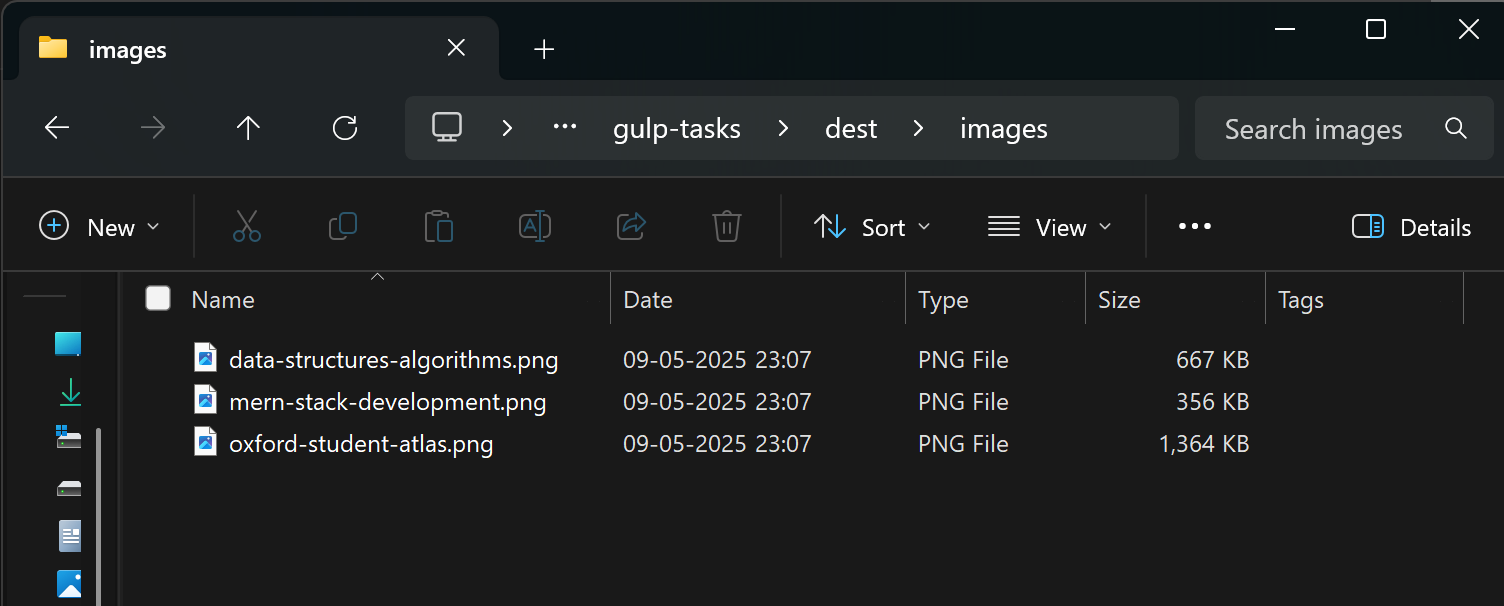 images
gulp-tasks > dest > images
Search images
New
Sort
View
Details
Name Date Type Size Tags
data-structures-algorithms.png 09-05-2025 23:07 PNG File 667 KB
mern-stack-development.png 09-05-2025 23:07 PNG File 356 KB
oxford-student-atlas.png 09-05-2025 23:07 PNG File 1,364 KB